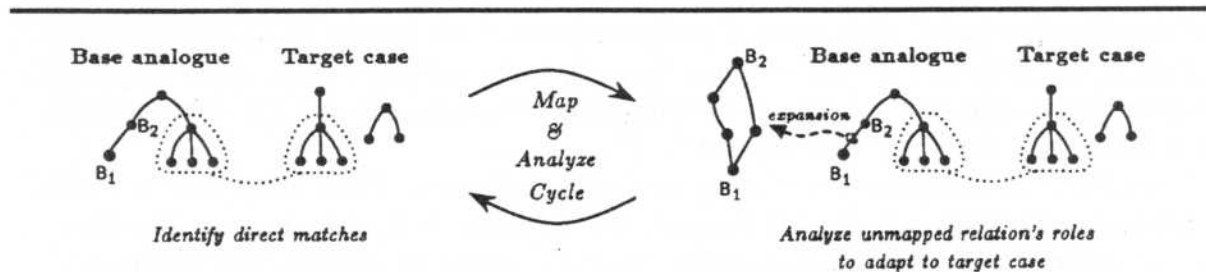 Base analogue Target case
B₂
B₁
Identify direct matches
Map
&
Analyze
Cycle
B₂
B₁
expansion
Base analogue Target case
B₂
B₁
Analyze unmapped relation's roles
to adapt to target case